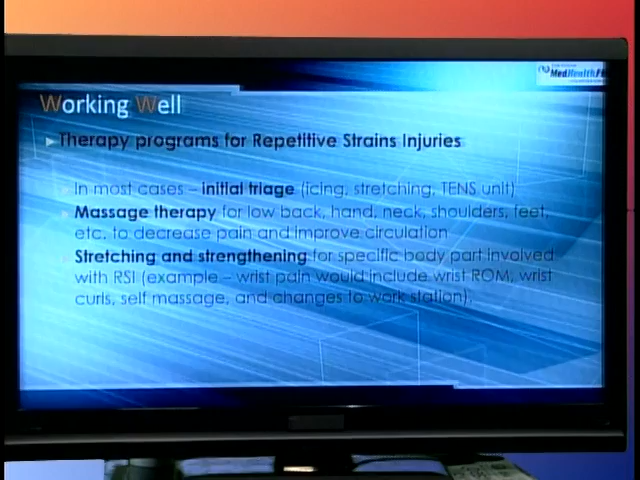 MedHealthFit
Working Well
Therapy programs for Repetitive Strains Injuries
In most cases – initial triage (icing, stretching, TENS unit)
Massage therapy for low back, hand, neck, shoulders, feet,
etc. to decrease pain and improve circulation
Stretching and strengthening for specific body part involved
with RSI (example – wrist pain would include wrist ROM, wrist
curls, self massage, and changes to work station).